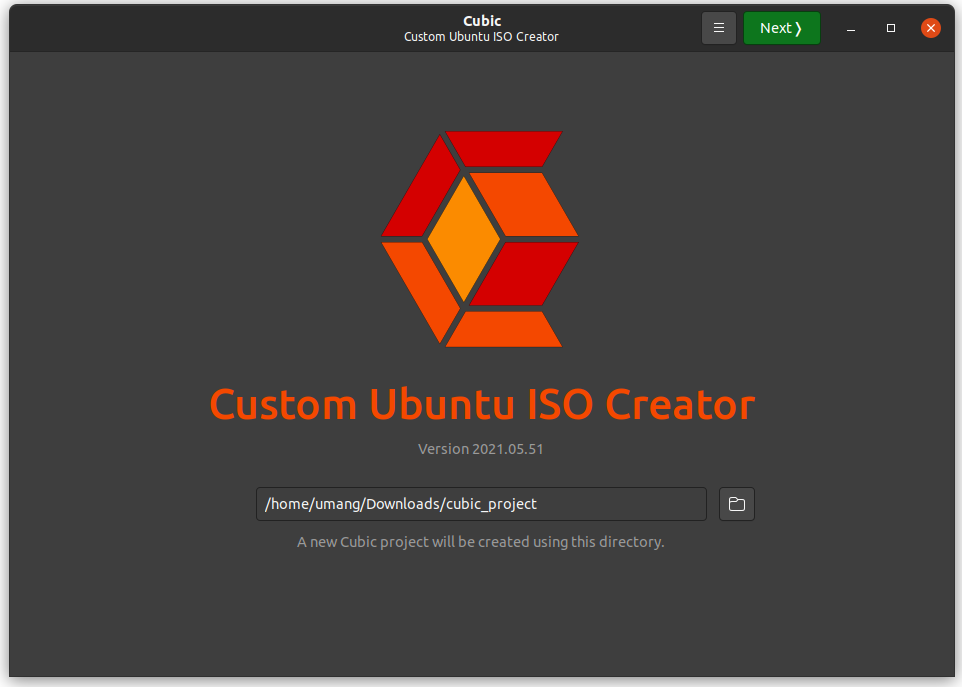 Cubic
Custom Ubuntu ISO Creator
Next ❭
Custom Ubuntu ISO Creator
Version 2021.05.51
/home/umang/Downloads/cubic_project
A new Cubic project will be created using this directory.